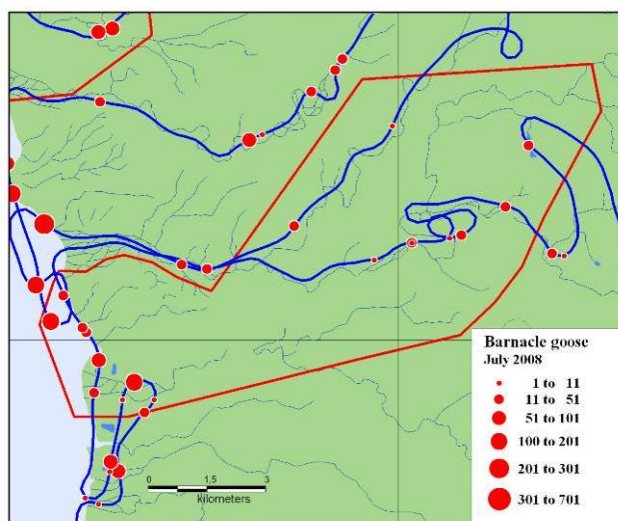 Barnacle goose
July 2008
1 to 11
11 to 51
51 to 101
100 to 201
201 to 301
301 to 701
0 1.5 3
kilometers